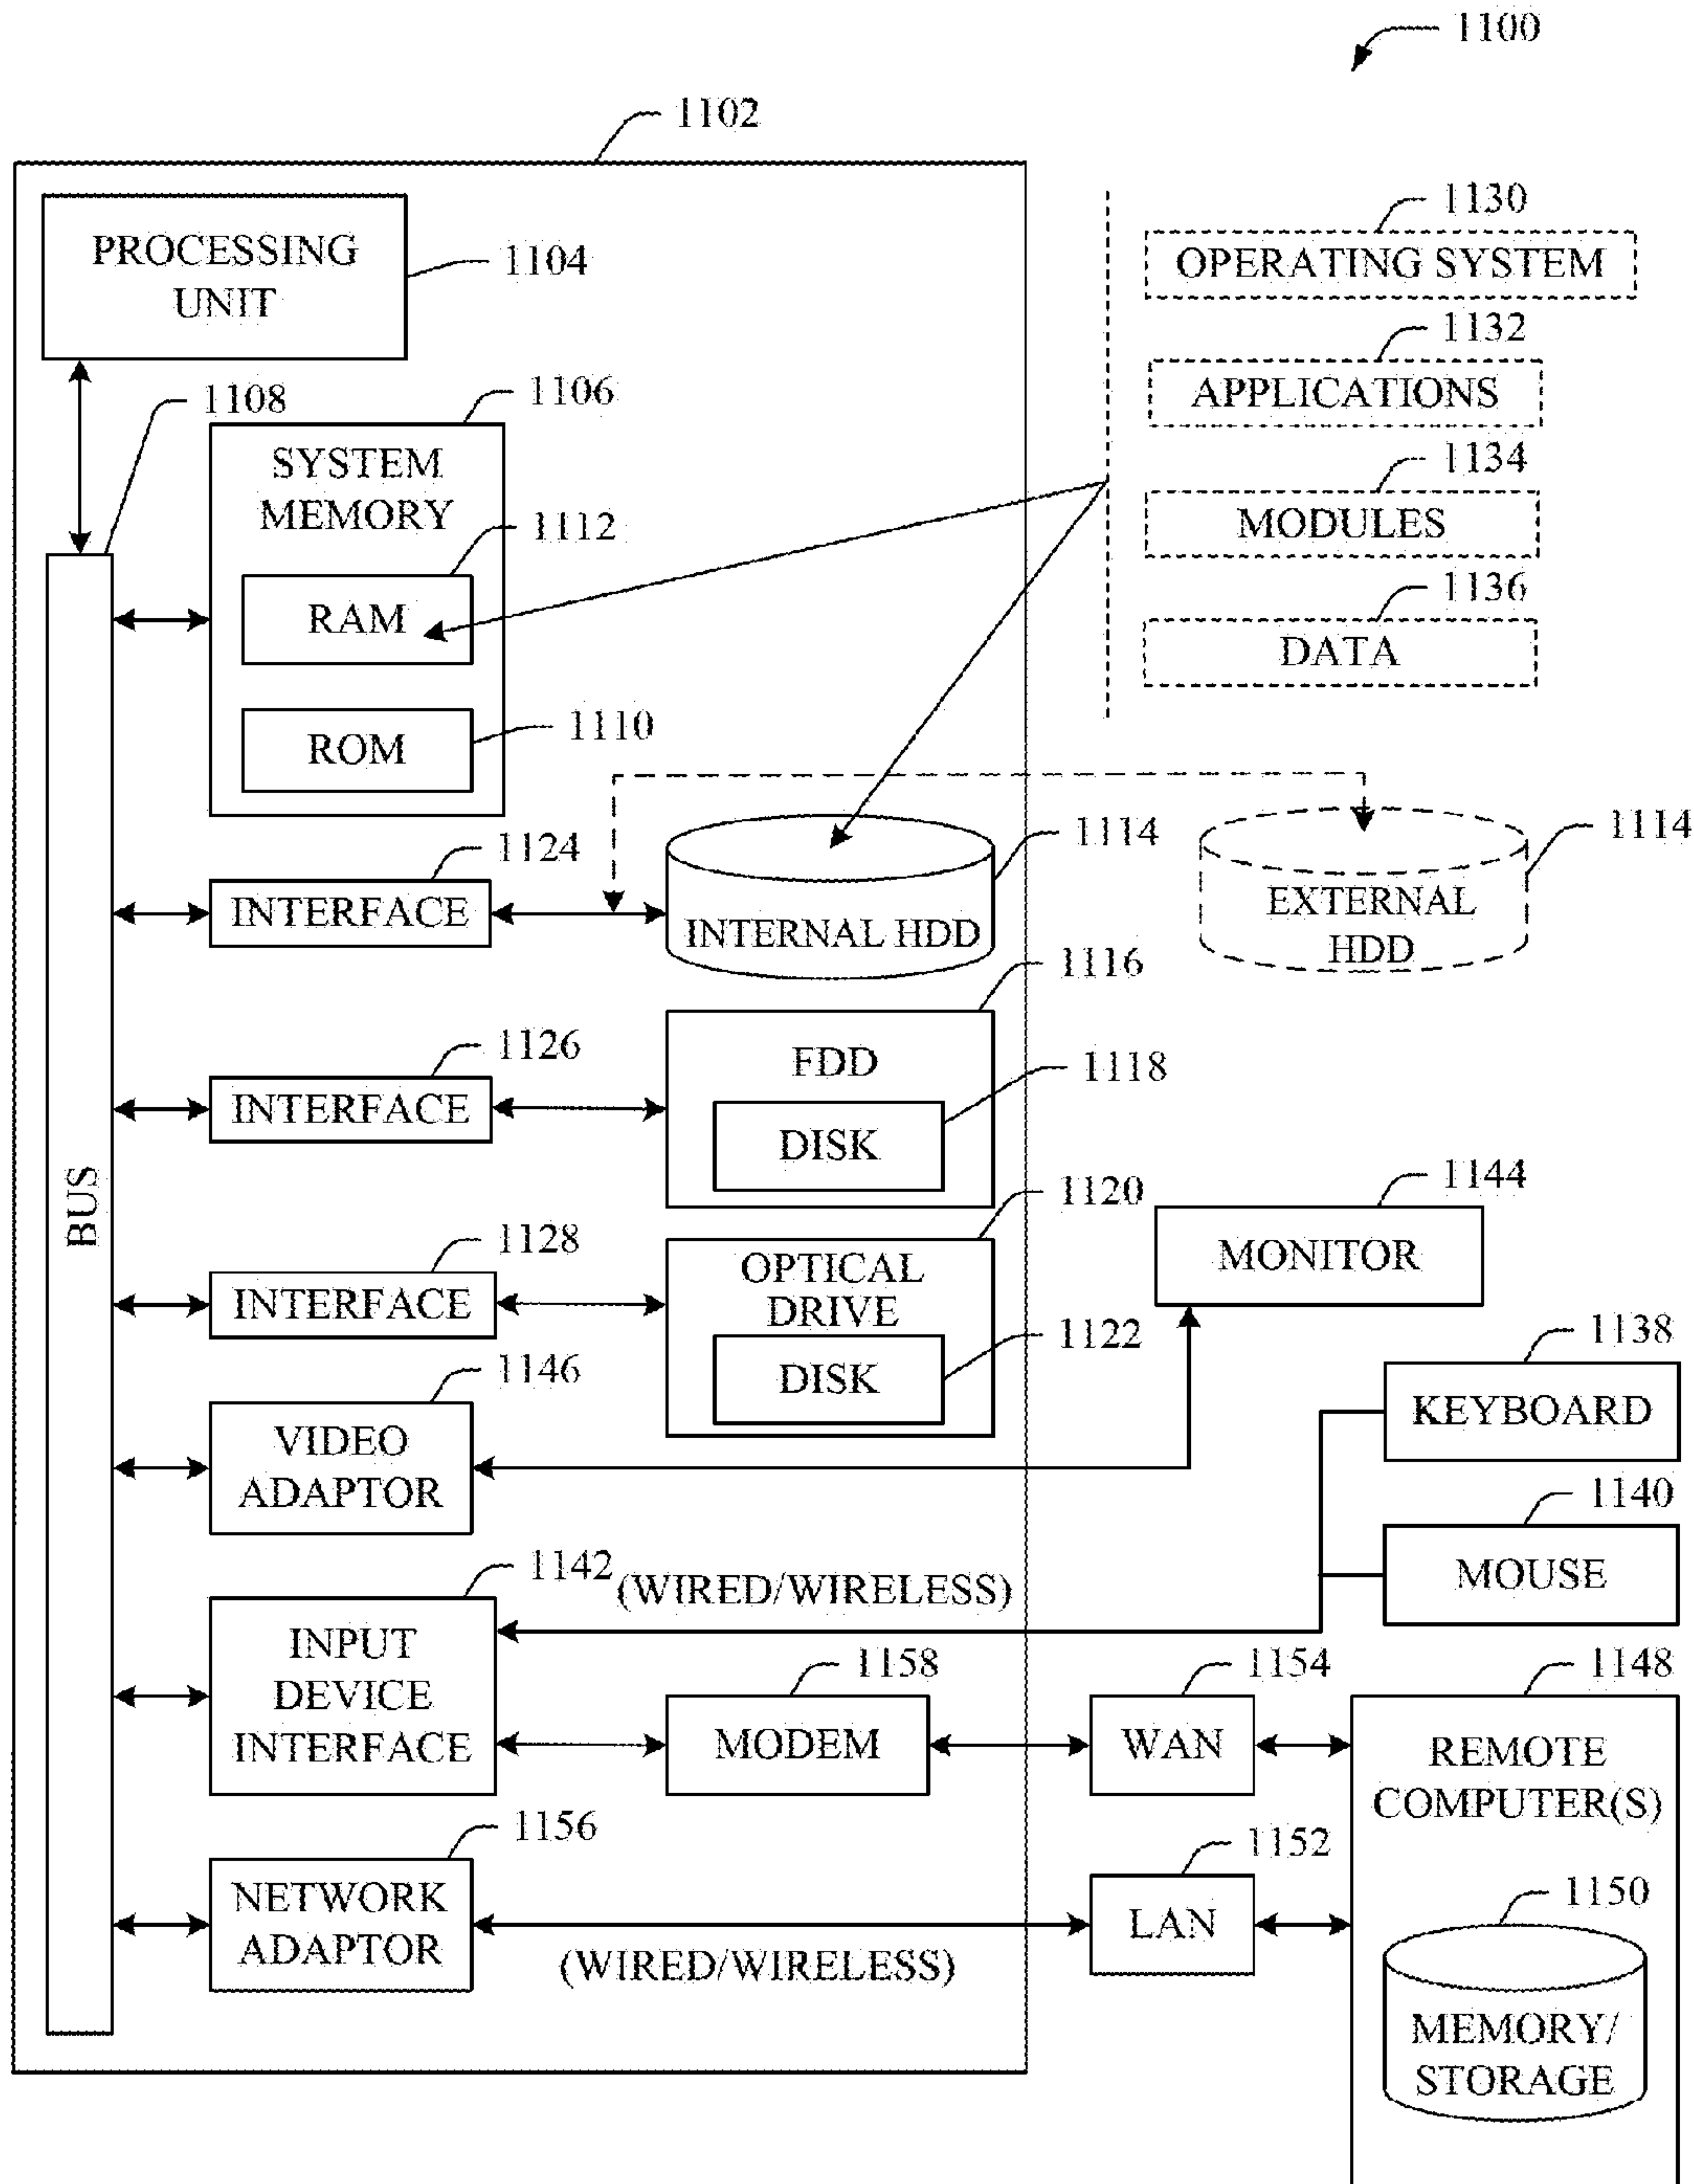 1100
1102
PROCESSING
UNIT
1104
1108
1106
SYSTEM
MEMORY
1112
RAM
1110
ROM
1130
OPERATING SYSTEM
1132
APPLICATIONS
1134
MODULES
1136
DATA
1124
INTERFACE
1114
INTERNAL HDD
1114
EXTERNAL
HDD
1126
INTERFACE
1116
FDD
1118
DISK
BUS
1128
INTERFACE
1120
OPTICAL
DRIVE
1122
DISK
1144
MONITOR
1138
KEYBOARD
1146
VIDEO
ADAPTOR
1140
MOUSE
1142
(WIRED/WIRELESS)
INPUT
DEVICE
INTERFACE
1158
MODEM
1154
WAN
1148
REMOTE
COMPUTER(S)
1156
NETWORK
ADAPTOR
(WIRED/WIRELESS)
1152
LAN
1150
MEMORY/
STORAGE